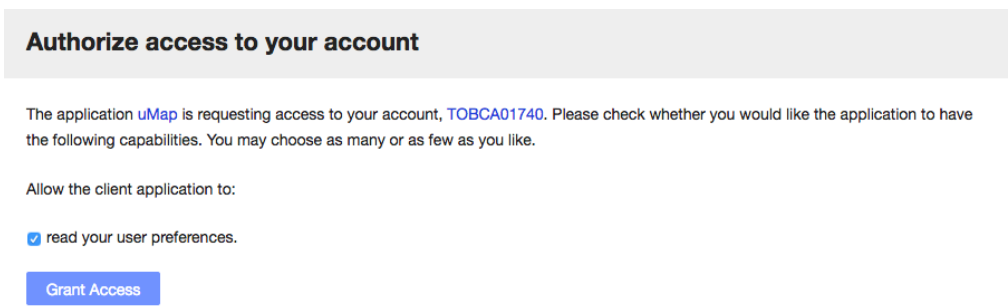 Authorize access to your account
The application uMap is requesting access to your account, TOBCA01740. Please check whether you would like the application to have
the following capabilities. You may choose as many or as few as you like.
Allow the client application to:
read your user preferences.
Grant Access